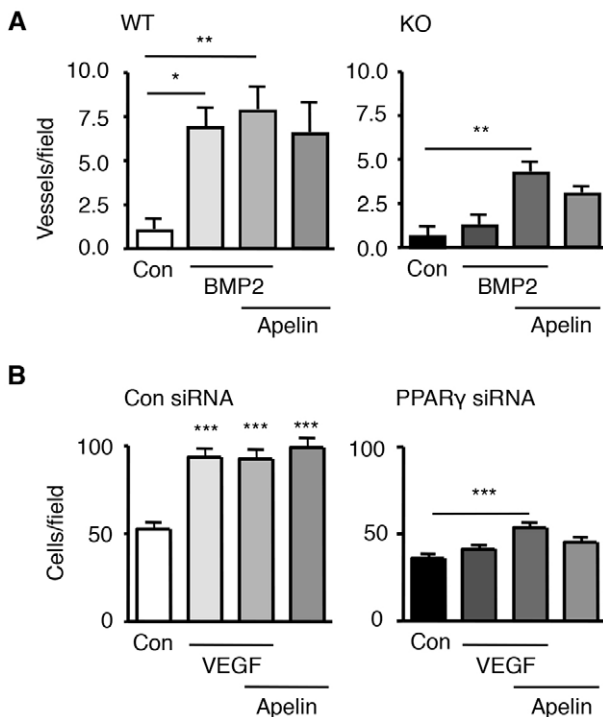 A
WT
KO
Vessels/field
10.0
7.5
5.0
2.5
0.0
*
**
Con
BMP2
Apelin
10.0
7.5
5.0
2.5
0.0
**
Con
BMP2
Apelin
B
Con siRNA
PPARγ siRNA
Cells/field
100
50
0
*** *** ***
Con
VEGF
Apelin
100
50
0
***
Con
VEGF
Apelin